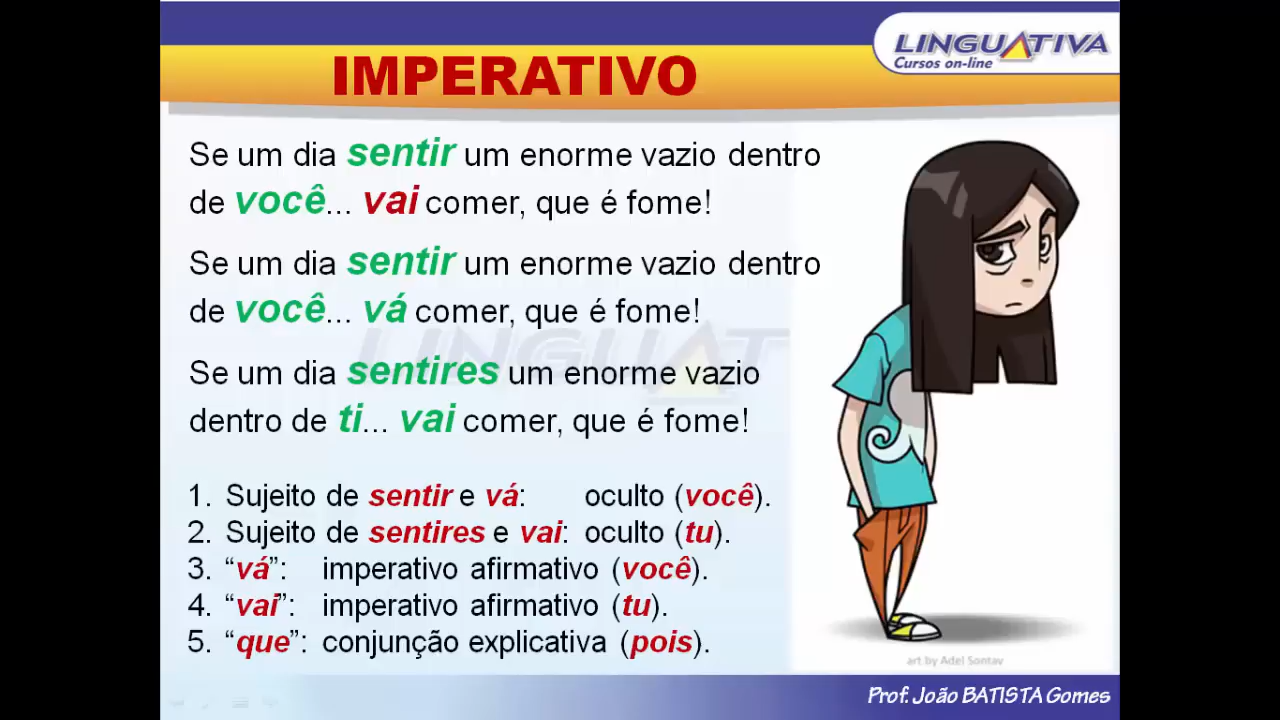 LINGUATIVA
Cursos on-line
IMPERATIVO
Se um dia sentir um enorme vazio dentro
de você... vai comer, que é fome!
Se um dia sentir um enorme vazio dentro
de você... vá comer, que é fome!
LINGUATIVA
Se um dia sentires um enorme vazio
dentro de ti... vai comer, que é fome!
1. Sujeito de sentir e vá: oculto (você).
2. Sujeito de sentires e vai: oculto (tu).
3. “vá”: imperativo afirmativo (você).
4. “vai”: imperativo afirmativo (tu).
5. “que”: conjunção explicativa (pois).
art by Adel Sontav
Prof. João BATISTA Gomes